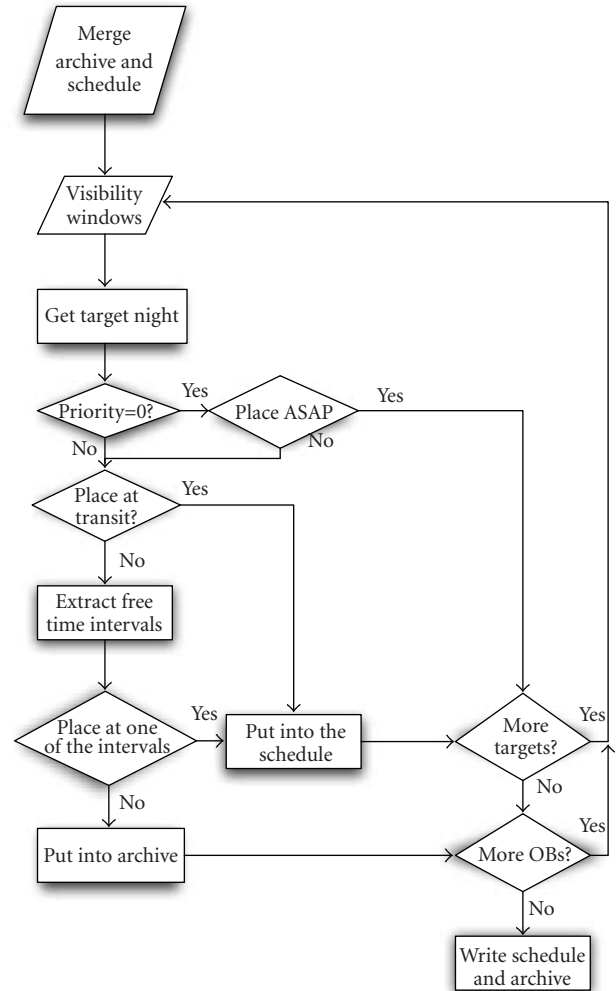 Merge
archive and
schedule
Visibility
windows
Get target night
Priority=0?
Yes
Place ASAP
Yes
No
No
Place at
transit?
Yes
No
Extract free
time intervals
Place at one
of the intervals
Yes
Put into the
schedule
More
targets?
Yes
No
No
Put into archive
More OBs?
Yes
No
Write schedule
and archive